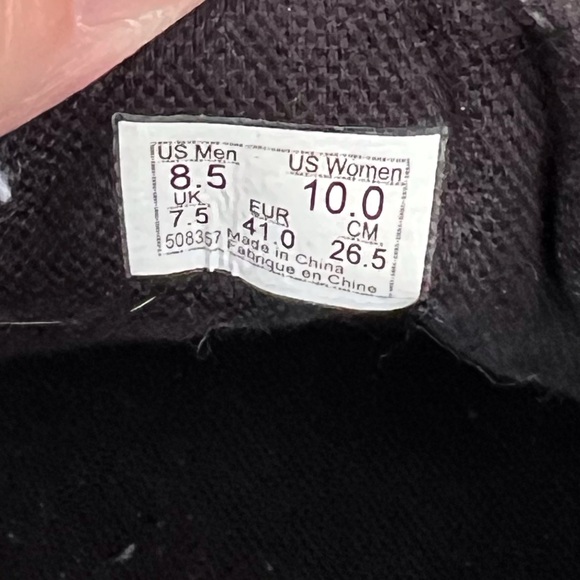 US Men US Women
8.5 10.0
UK EUR CM
7.5 41.0 26.5
508357 Made in China
Fabriqué en Chine